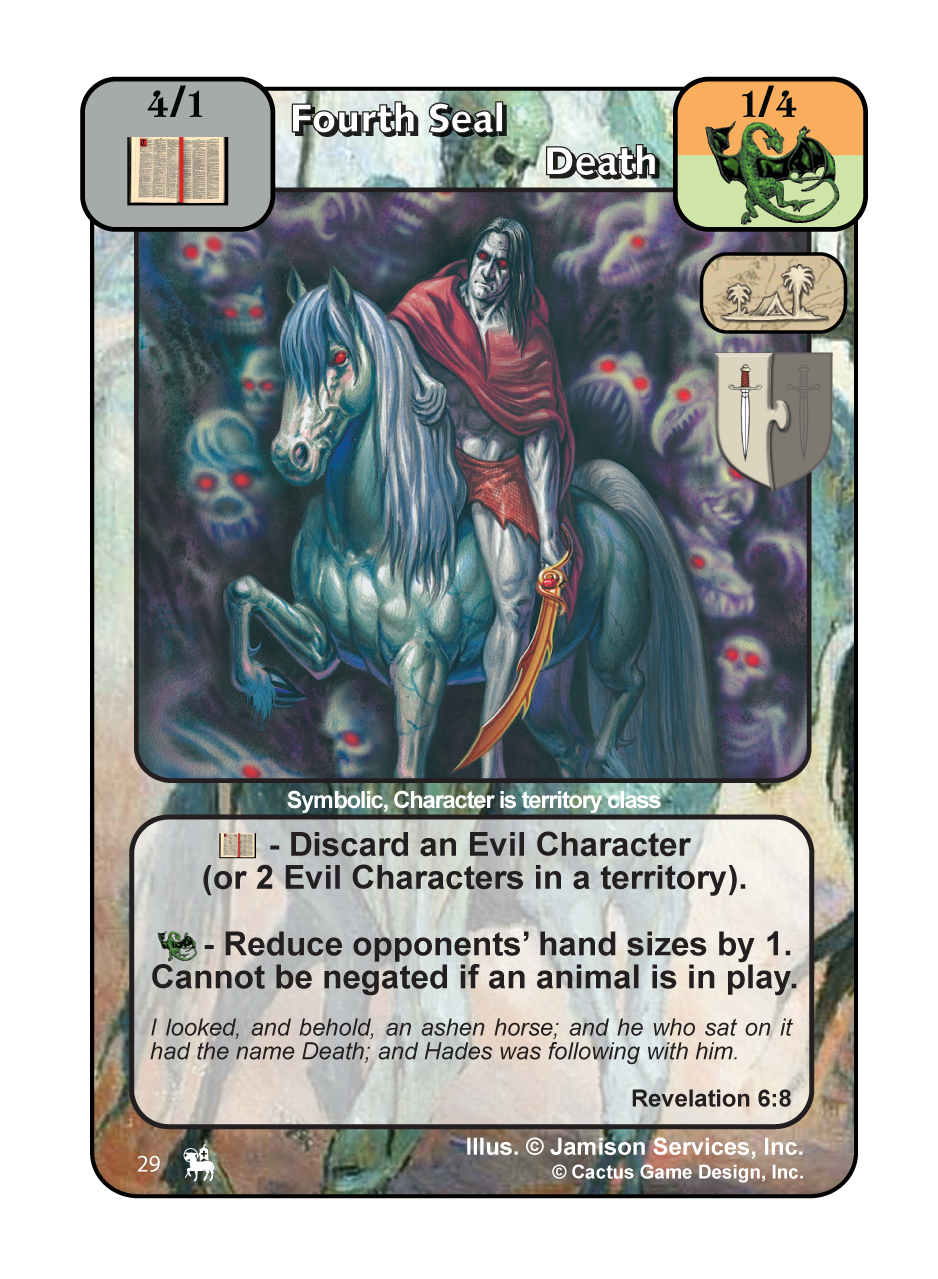 4/1
Fourth Seal
Death
1/4
Symbolic, Character is territory class
- Discard an Evil Character
(or 2 Evil Characters in a territory).
- Reduce opponents’ hand sizes by 1.
Cannot be negated if an animal is in play.
I looked, and behold, an ashen horse; and he who sat on it
had the name Death; and Hades was following with him.
Revelation 6:8
Illus. © Jamison Services, Inc.
29
© Cactus Game Design, Inc.